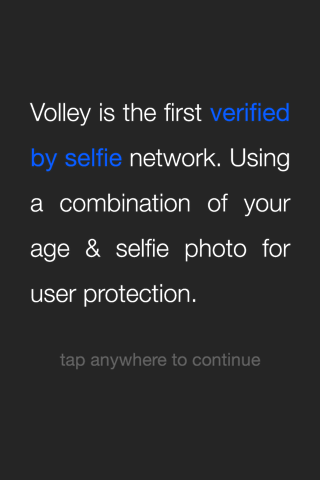 Volley is the first verified
by selfie network. Using
a combination of your
age & selfie photo for
user protection.
tap anywhere to continue